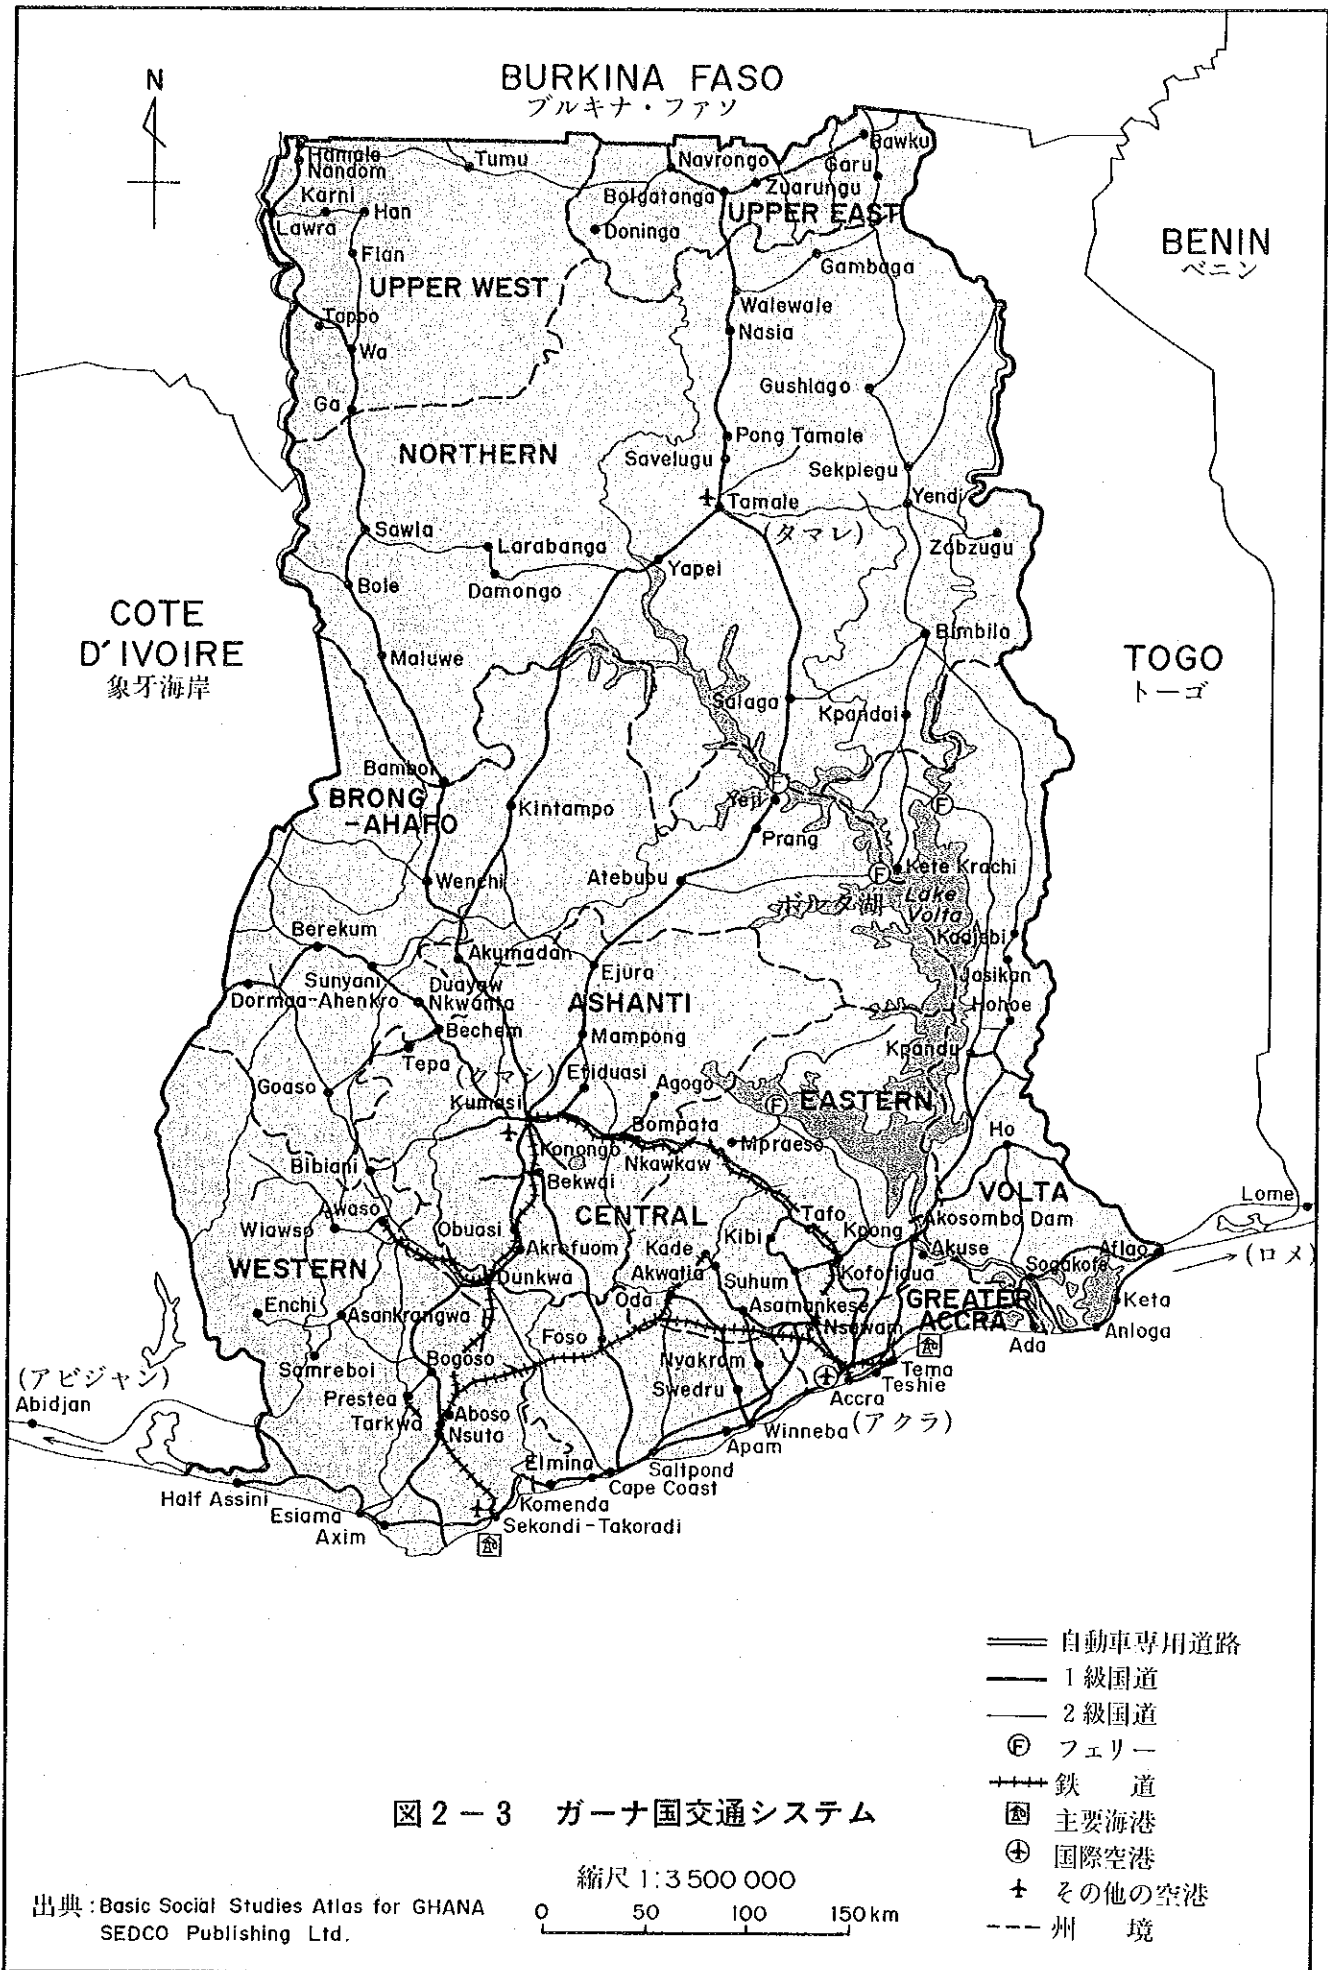 N
BURKINA FASO
ブルキナ・ファソ
Hamale
Nandom
Tumu
Navrongo
Bawku
Garu
Zuarungu
Karni
Han
Bolgatanga
UPPER EAST
Lawra
Doninga
BENIN
ベニン
Fian
Gambaga
UPPER WEST
Walewale
Tappo
Nasia
Wa
Gushiago
Ga
Pong Tamale
NORTHERN
Savelugu
Sekpiegu
Tamale
Yendi
(タマレ)
Sawla
Zabzugu
Larabanga
Yapei
Damongo
Bole
COTE
D'IVOIRE
象牙海岸
Bimbila
Maluwe
TOGO
トーゴ
Salaga
Kpandai
Bamboi
BRONG
-AHAFO
Kintampo
Yeji
F
F
Prang
Wenchi
Atebubu
F
Kete Krachi
ボルタ湖
Lake
Volta
Berekum
Kadjebi
Akumadan
Ejura
Sunyani
Jasikan
Duayaw
Nkwanta
Dormaa-Ahenkro
ASHANTI
Hohoe
Bechem
Mampong
Tepa
Kpandu
(クマシ)
Efiduasi
Agogo
Goaso
F
EASTERN
Kumasi
Bompata
Ho
Konongo
Mpraeso
Nkawkaw
Bibiani
Bekwai
VOLTA
Lome
Awaso
Wiawso
CENTRAL
Tafo
Kpong
Akosombo Dam
Obuasi
Kibi
Akrofuom
Kade
Akuse
Aflao
(ロメ)
WESTERN
Dunkwa
Akwatia
Suhum
Koforidua
Sogakofe
Oda
GREATER
ACCRA
Keta
Enchi
Asankrangwa
Asamankese
Nsawam
Foso
Ada
Anloga
Samreboi
Bogoso
Nyakrom
Tema
(アビジャン)
Abidjan
Prestea
Swedru
Accra
Teshie
Aboso
Tarkwa
(アクラ)
Nsuta
Winneba
Apam
Elmina
Saltpond
Half Assini
Komenda
Cape Coast
Esiama
Sekondi-Takoradi
Axim
自動車専用道路
1級国道
2級国道
F フェリー
鉄 道
主要海港
国際空港
その他の空港
州 境
図2-3 ガーナ国交通システム
縮尺 1:3 500 000
0 50 100 150km
出典:Basic Social Studies Atlas for GHANA
SEDCO Publishing Ltd.